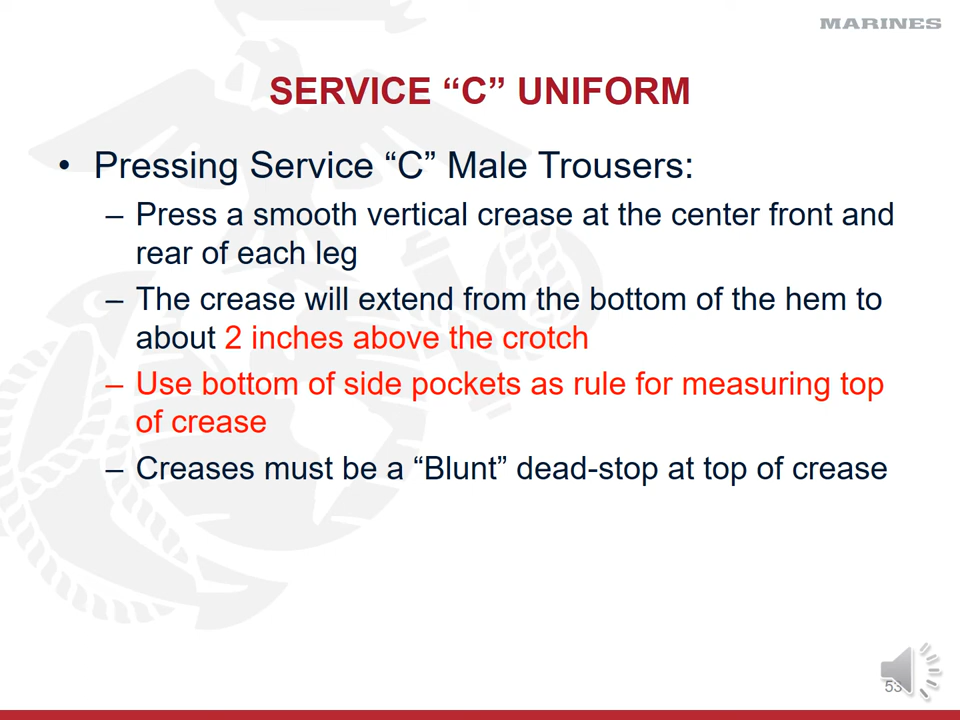 MARINES
SERVICE “C” UNIFORM
• Pressing Service “C” Male Trousers:
– Press a smooth vertical crease at the center front and
rear of each leg
– The crease will extend from the bottom of the hem to
about 2 inches above the crotch
– Use bottom of side pockets as rule for measuring top
of crease
– Creases must be a “Blunt” dead-stop at top of crease
53